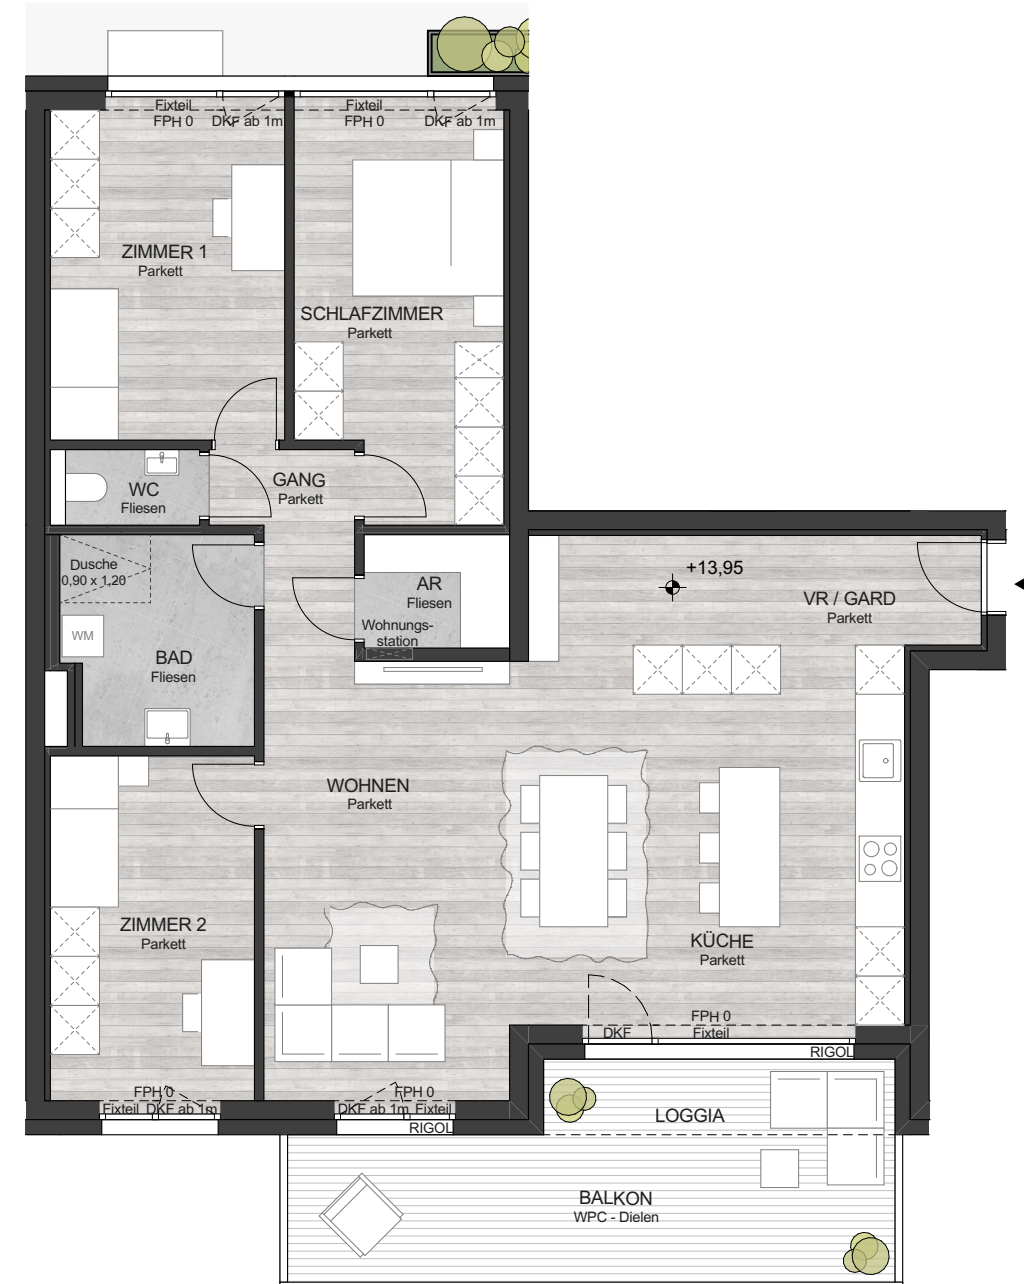 Fixteil
FPH 0
DKF ab 1m
Fixteil
FPH 0
DKF ab 1m
ZIMMER 1
Parkett
SCHLAFZIMMER
Parkett
WC
Fliesen
GANG
Parkett
Dusche
0,90 x 1,20
WM
BAD
Fliesen
AR
Fliesen
Wohnungs-
station
+13,95
VR / GARD
Parkett
WOHNEN
Parkett
ZIMMER 2
Parkett
KÜCHE
Parkett
FPH 0
DKF
Fixteil
RIGOL
FPH 0
Fixteil
DKF ab 1m
FPH 0
DKF ab 1m
Fixteil
RIGOL
LOGGIA
BALKON
WPC - Dielen